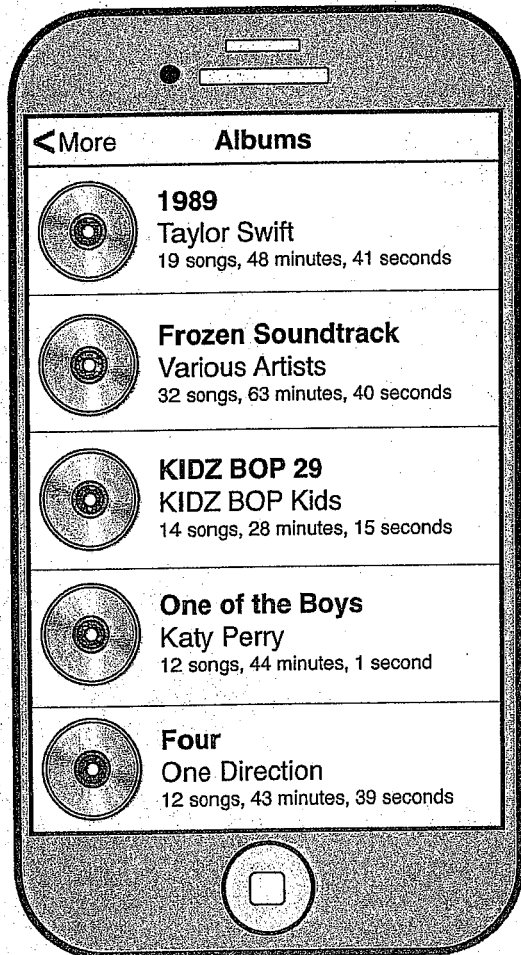 <More Albums
1989
Taylor Swift
19 songs, 48 minutes, 41 seconds
Frozen Soundtrack
Various Artists
32 songs, 63 minutes, 40 seconds
KIDZ BOP 29
KIDZ BOP Kids
14 songs, 28 minutes, 15 seconds
One of the Boys
Katy Perry
12 songs, 44 minutes, 1 second
Four
One Direction
12 songs, 43 minutes, 39 seconds